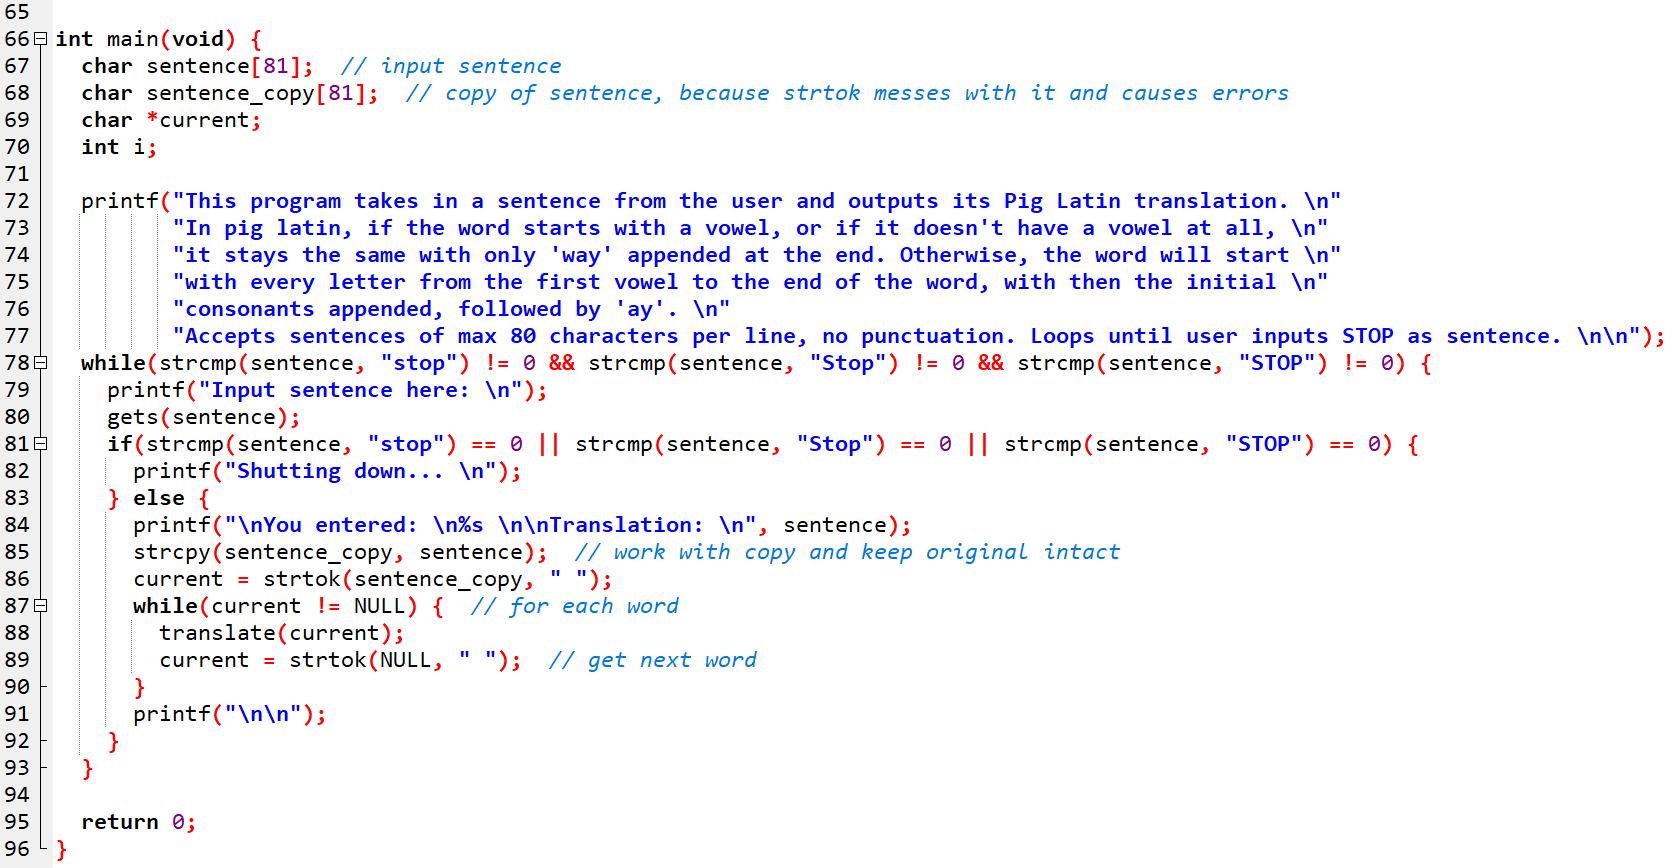 65
66 int main(void) {
67   char sentence[81];  // input sentence
68   char sentence_copy[81];  // copy of sentence, because strtok messes with it and causes errors
69   char *current;
70   int i;
71
72   printf("This program takes in a sentence from the user and outputs its Pig Latin translation. \n"
73          "In pig latin, if the word starts with a vowel, or if it doesn't have a vowel at all, \n"
74          "it stays the same with only 'way' appended at the end. Otherwise, the word will start \n"
75          "with every letter from the first vowel to the end of the word, with then the initial \n"
76          "consonants appended, followed by 'ay'. \n"
77          "Accepts sentences of max 80 characters per line, no punctuation. Loops until user inputs STOP as sentence. \n\n");
78   while(strcmp(sentence, "stop") != 0 && strcmp(sentence, "Stop") != 0 && strcmp(sentence, "STOP") != 0) {
79     printf("Input sentence here: \n");
80     gets(sentence);
81     if(strcmp(sentence, "stop") == 0 || strcmp(sentence, "Stop") == 0 || strcmp(sentence, "STOP") == 0) {
82       printf("Shutting down... \n");
83     } else {
84       printf("\nYou entered: \n%s \n\nTranslation: \n", sentence);
85       strcpy(sentence_copy, sentence);  // work with copy and keep original intact
86       current = strtok(sentence_copy, " ");
87       while(current != NULL) {  // for each word
88         translate(current);
89         current = strtok(NULL, " ");  // get next word
90       }
91       printf("\n\n");
92     }
93   }
94
95   return 0;
96 }